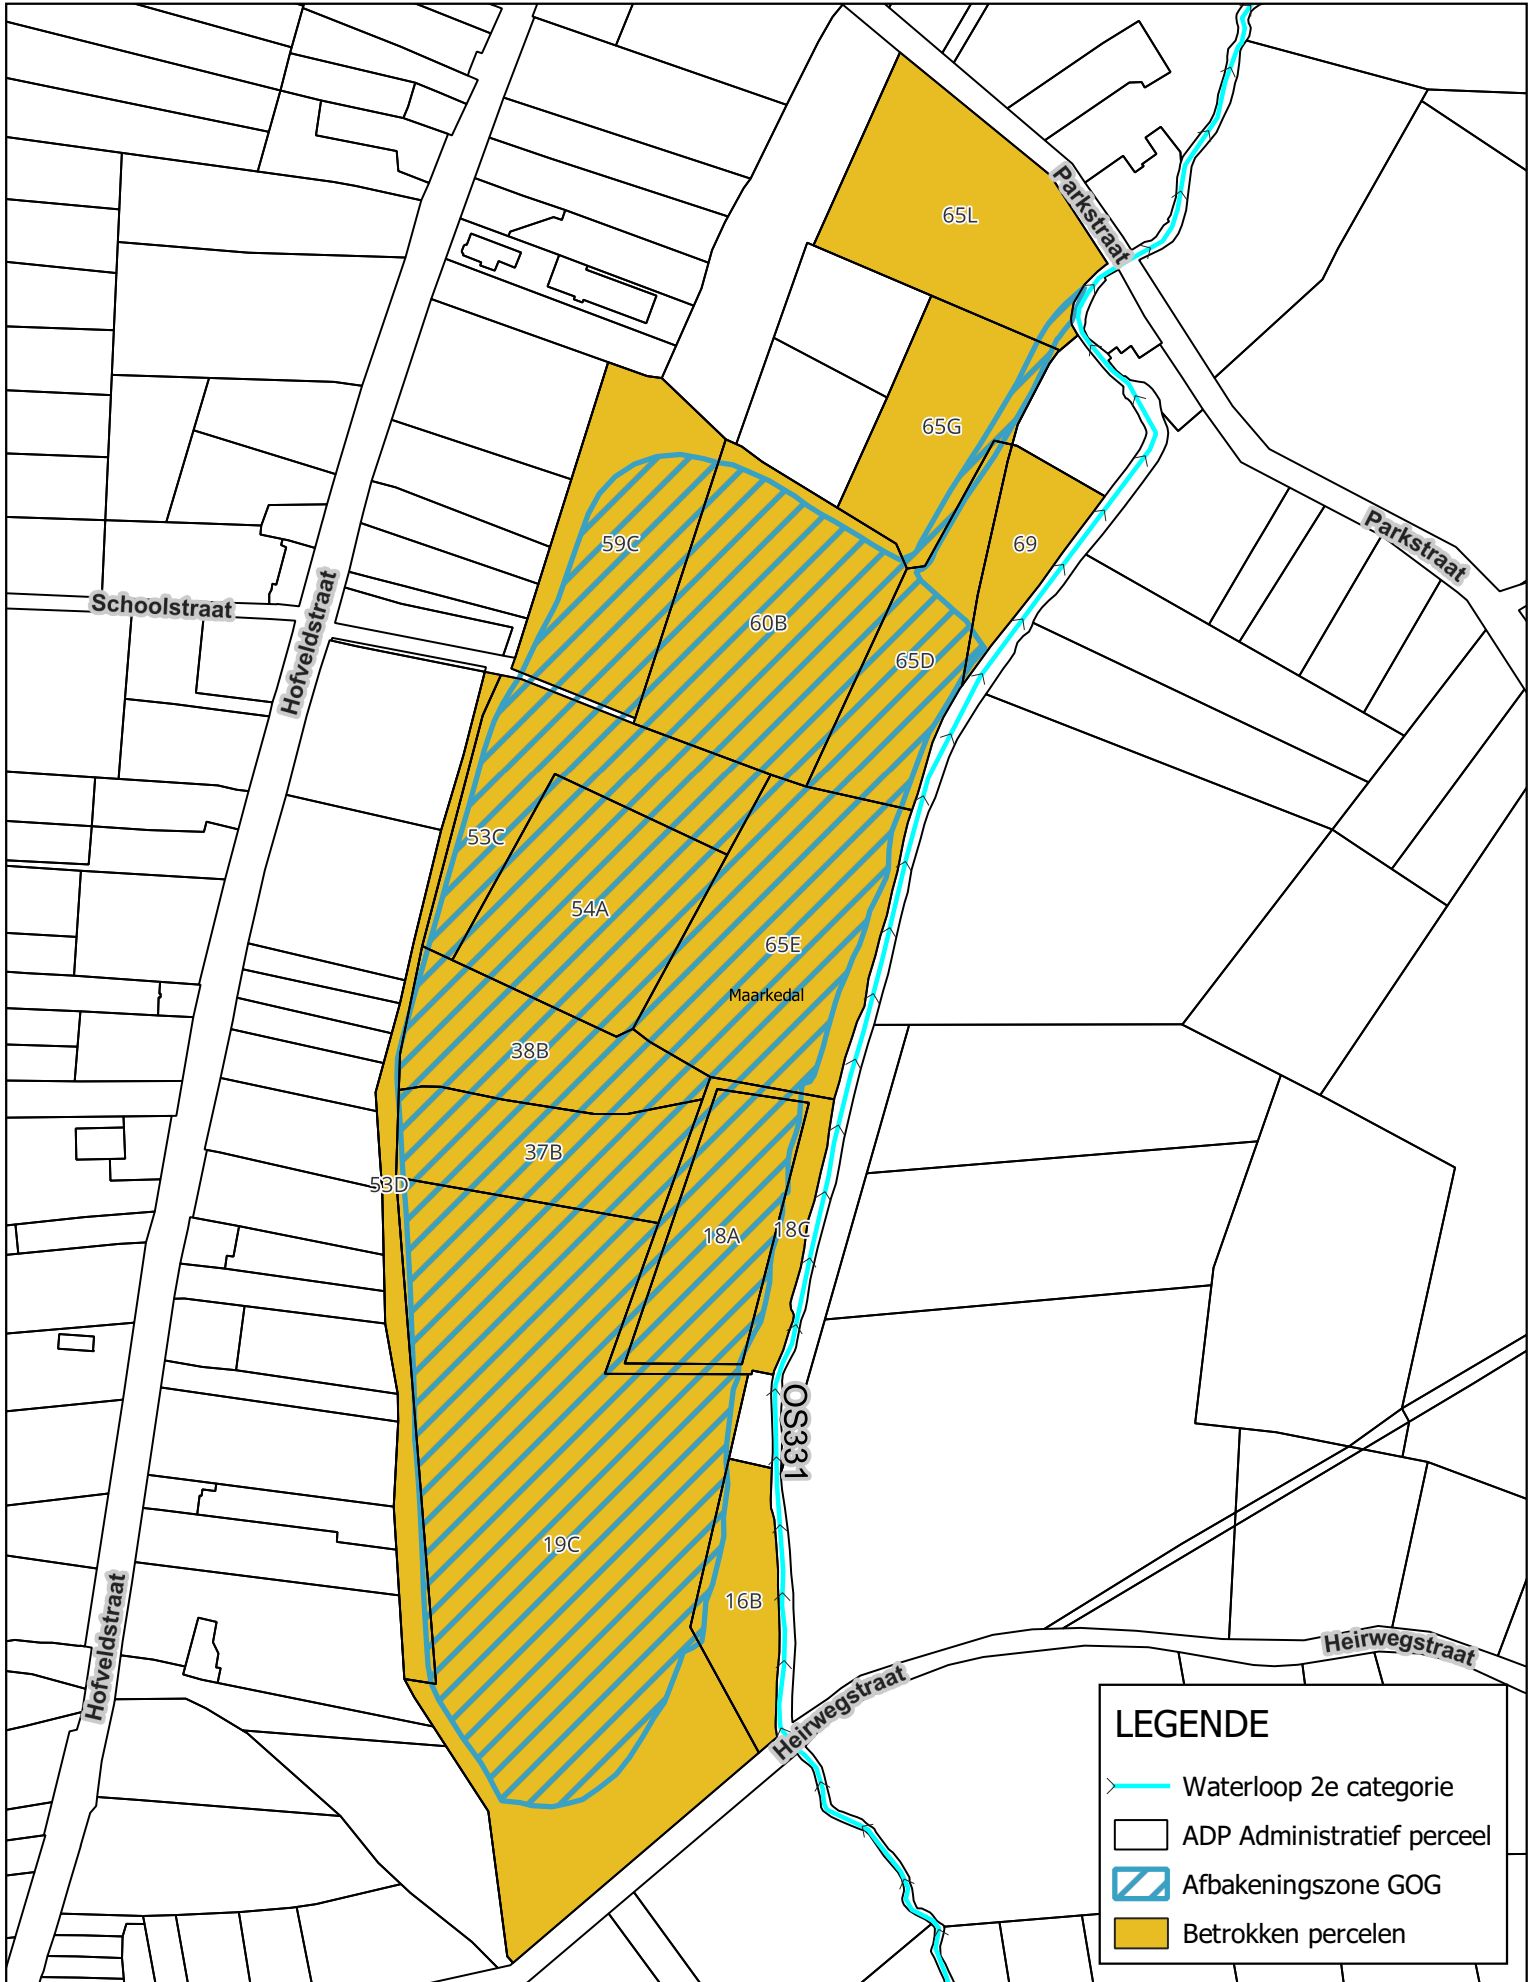 65L
Parkstraat
65G
59C
69
Parkstraat
Schoolstraat
Hofveldstraat
60B
65D
53C
54A
65E
Maarkedal
38B
37B
53D
18A
18C
OS331
19C
16B
Hofveldstraat
Heirwegstraat
Heirwegstraat
LEGENDE
Waterloop 2e categorie
ADP Administratief perceel
Afbakeningszone GOG
Betrokken percelen